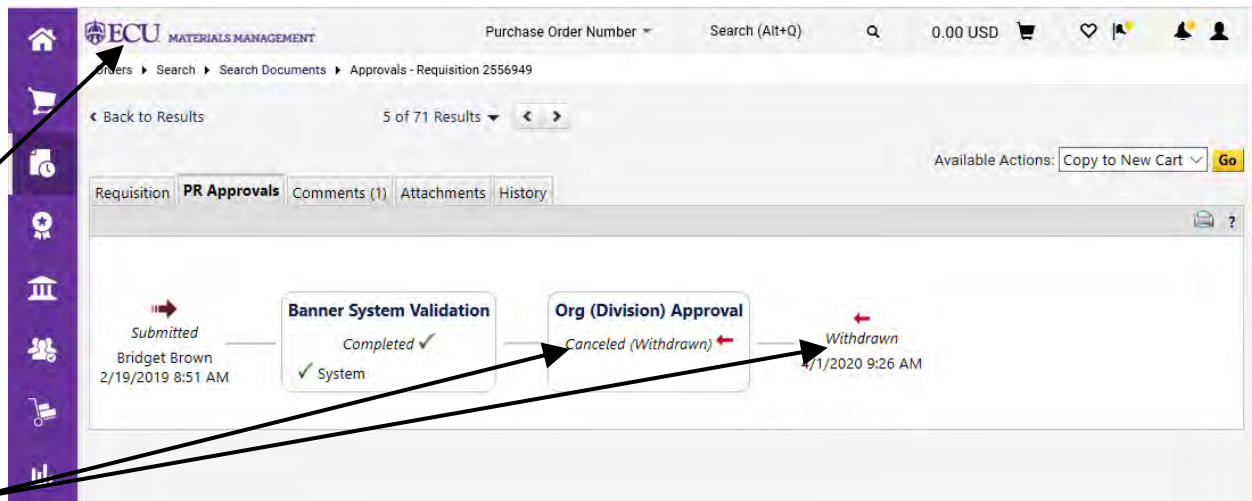 ECU MATERIALS MANAGEMENT Purchase Order Number Search (Alt+Q) 0.00 USD
Orders Search Search Documents Approvals - Requisition 2556949
Back to Results 5 of 71 Results
Available Actions: Copy to New Cart Go
Requisition PR Approvals Comments (1) Attachments History
?
Submitted
Bridget Brown
2/19/2019 8:51 AM
Banner System Validation
Completed ✓
✓ System
Org (Division) Approval
Canceled (Withdrawn)
Withdrawn
4/1/2020 9:26 AM